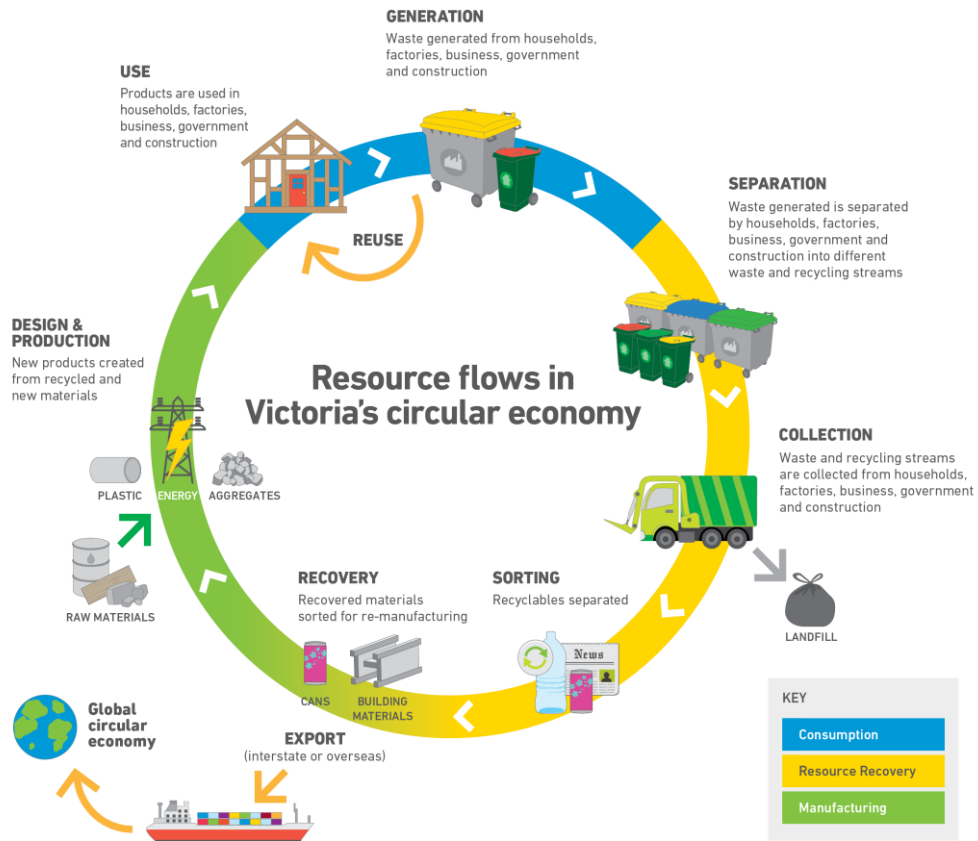 GENERATION
Waste generated from households,
factories, business, government
and construction
USE
Products are used in
households, factories,
business, government
and construction
REUSE
SEPARATION
Waste generated is separated
by households, factories,
business, government and
construction into different
waste and recycling streams
DESIGN &
PRODUCTION
New products created
from recycled and
new materials
Resource flows in
Victoria's circular economy
COLLECTION
Waste and recycling streams
are collected from households,
factories, business, government
and construction
PLASTIC
ENERGY
AGGREGATES
RAW MATERIALS
RECOVERY
Recovered materials
sorted for re-manufacturing
CANS
BUILDING
MATERIALS
SORTING
Recyclables separated
News
LANDFILL
Global
circular
economy
EXPORT
(interstate or overseas)
KEY
Consumption
Resource Recovery
Manufacturing